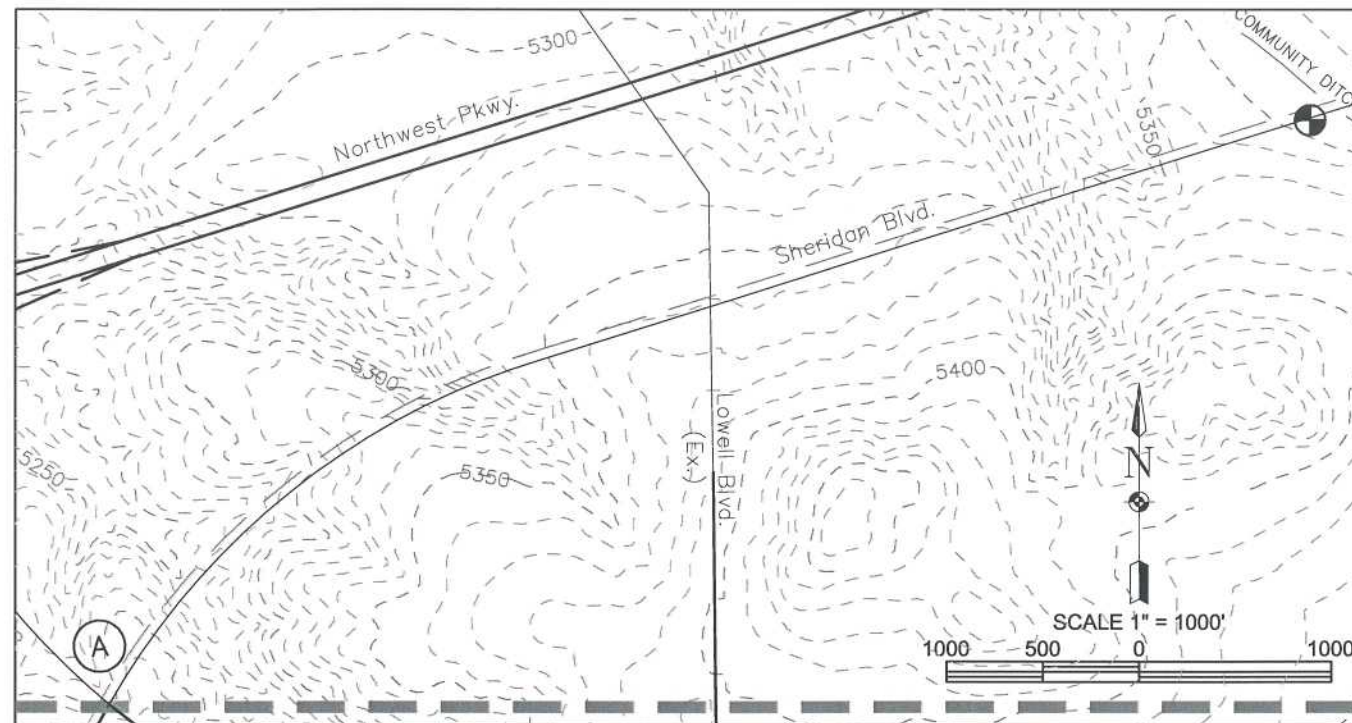 5300
COMMUNITY DITC
Northwest Pkwy.
5350
Sheridan Blvd.
5300
5400
Lowell Blvd.
(Ex.)
5250
5350
N
SCALE 1" = 1000'
A
1000 500 0 1000